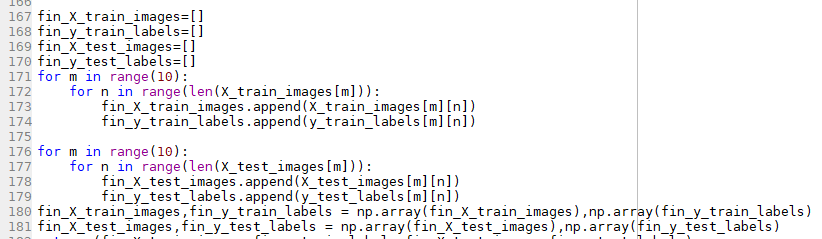 166
167 fin_X_train_images=[]
168 fin_y_train_labels=[]
169 fin_X_test_images=[]
170 fin_y_test_labels=[]
171 for m in range(10):
172     for n in range(len(X_train_images[m])):
173         fin_X_train_images.append(X_train_images[m][n])
174         fin_y_train_labels.append(y_train_labels[m][n])
175
176 for m in range(10):
177     for n in range(len(X_test_images[m])):
178         fin_X_test_images.append(X_test_images[m][n])
179         fin_y_test_labels.append(y_test_labels[m][n])
180 fin_X_train_images,fin_y_train_labels = np.array(fin_X_train_images),np.array(fin_y_train_labels)
181 fin_X_test_images,fin_y_test_labels = np.array(fin_X_test_images),np.array(fin_y_test_labels)